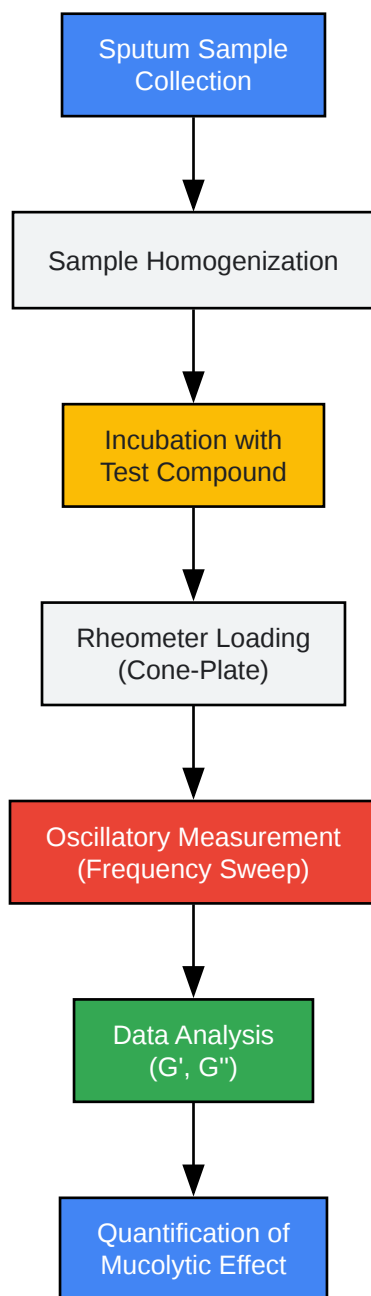 Sputum Sample
Collection
Sample Homogenization
Incubation with
Test Compound
Rheometer Loading
(Cone-Plate)
Oscillatory Measurement
(Frequency Sweep)
Data Analysis
(G', G'')
Quantification of
Mucolytic Effect